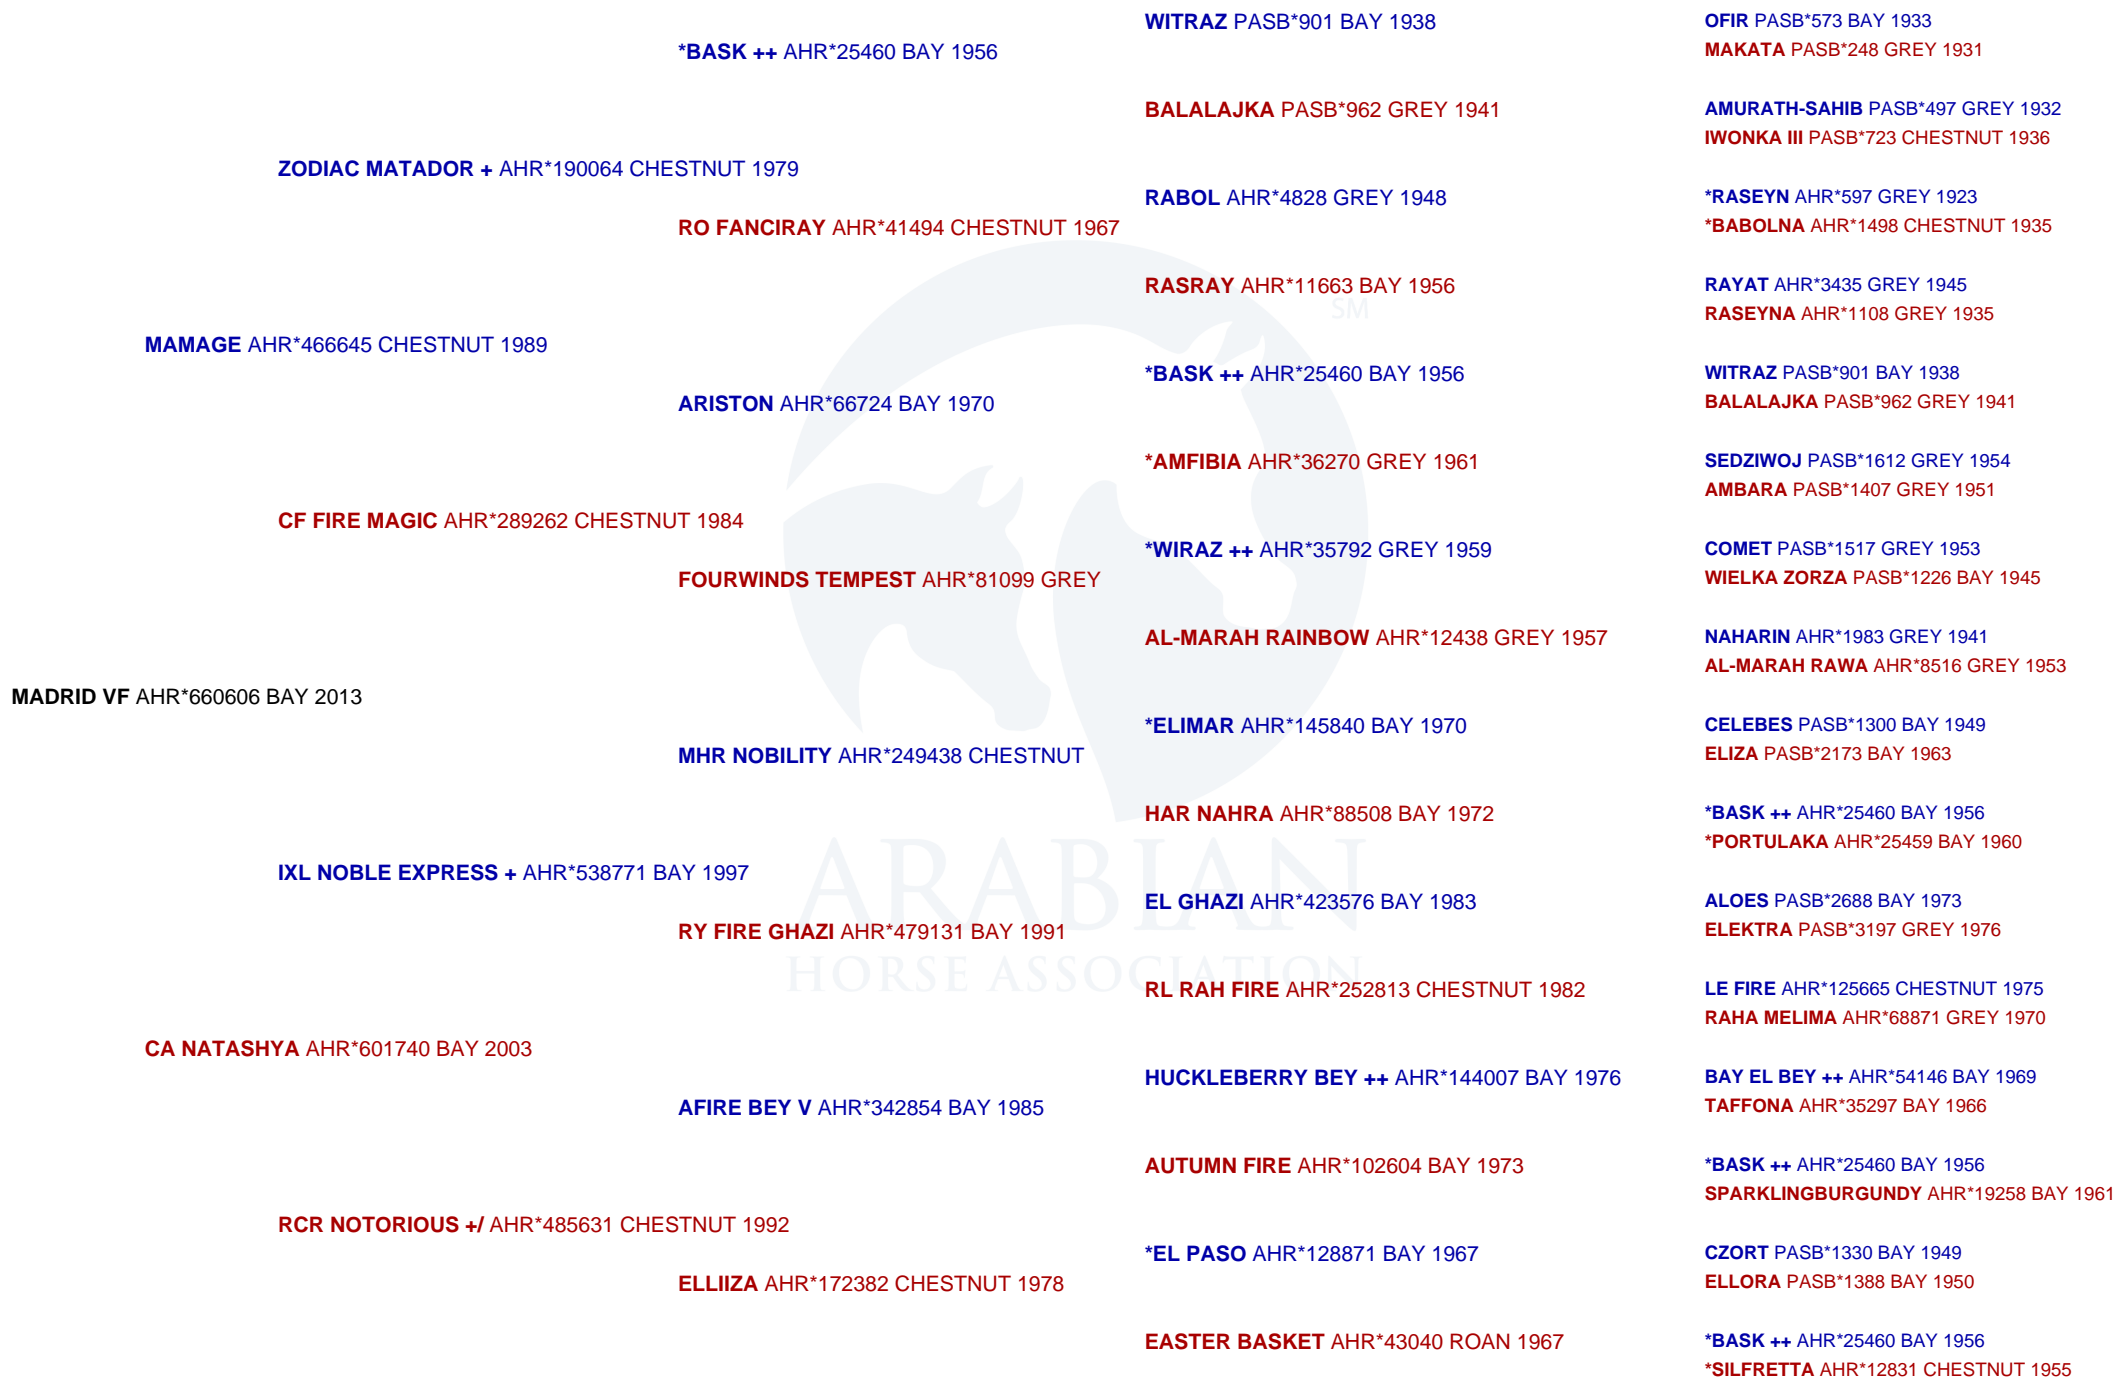 WITRAZ PASB*901 BAY 1938
OFIR PASB*573 BAY 1933
*BASK ++ AHR*25460 BAY 1956
MAKATA PASB*248 GREY 1931
BALALAJKA PASB*962 GREY 1941
AMURATH-SAHIB PASB*497 GREY 1932
IWONKA III PASB*723 CHESTNUT 1936
ZODIAC MATADOR + AHR*190064 CHESTNUT 1979
RABOL AHR*4828 GREY 1948
*RASEYN AHR*597 GREY 1923
RO FANCIRAY AHR*41494 CHESTNUT 1967
*BABOLNA AHR*1498 CHESTNUT 1935
RASRAY AHR*11663 BAY 1956
RAYAT AHR*3435 GREY 1945
SM
RASEYNA AHR*1108 GREY 1935
MAMAGE AHR*466645 CHESTNUT 1989
*BASK ++ AHR*25460 BAY 1956
WITRAZ PASB*901 BAY 1938
ARISTON AHR*66724 BAY 1970
BALALAJKA PASB*962 GREY 1941
*AMFIBIA AHR*36270 GREY 1961
SEDZIWOJ PASB*1612 GREY 1954
AMBARA PASB*1407 GREY 1951
CF FIRE MAGIC AHR*289262 CHESTNUT 1984
*WIRAZ ++ AHR*35792 GREY 1959
COMET PASB*1517 GREY 1953
FOURWINDS TEMPEST AHR*81099 GREY
WIELKA ZORZA PASB*1226 BAY 1945
AL-MARAH RAINBOW AHR*12438 GREY 1957
NAHARIN AHR*1983 GREY 1941
AL-MARAH RAWA AHR*8516 GREY 1953
MADRID VF AHR*660606 BAY 2013
*ELIMAR AHR*145840 BAY 1970
CELEBES PASB*1300 BAY 1949
MHR NOBILITY AHR*249438 CHESTNUT
ELIZA PASB*2173 BAY 1963
HAR NAHRA AHR*88508 BAY 1972
*BASK ++ AHR*25460 BAY 1956
*PORTULAKA AHR*25459 BAY 1960
IXL NOBLE EXPRESS + AHR*538771 BAY 1997
ARABIAN
EL GHAZI AHR*423576 BAY 1983
ALOES PASB*2688 BAY 1973
RY FIRE GHAZI AHR*479131 BAY 1991
ELEKTRA PASB*3197 GREY 1976
HORSE ASSOCIATION
RL RAH FIRE AHR*252813 CHESTNUT 1982
LE FIRE AHR*125665 CHESTNUT 1975
RAHA MELIMA AHR*68871 GREY 1970
CA NATASHYA AHR*601740 BAY 2003
HUCKLEBERRY BEY ++ AHR*144007 BAY 1976
BAY EL BEY ++ AHR*54146 BAY 1969
AFIRE BEY V AHR*342854 BAY 1985
TAFFONA AHR*35297 BAY 1966
AUTUMN FIRE AHR*102604 BAY 1973
*BASK ++ AHR*25460 BAY 1956
SPARKLINGBURGUNDY AHR*19258 BAY 1961
RCR NOTORIOUS +/ AHR*485631 CHESTNUT 1992
*EL PASO AHR*128871 BAY 1967
CZORT PASB*1330 BAY 1949
ELLIIZA AHR*172382 CHESTNUT 1978
ELLORA PASB*1388 BAY 1950
EASTER BASKET AHR*43040 ROAN 1967
*BASK ++ AHR*25460 BAY 1956
*SILFRETTA AHR*12831 CHESTNUT 1955